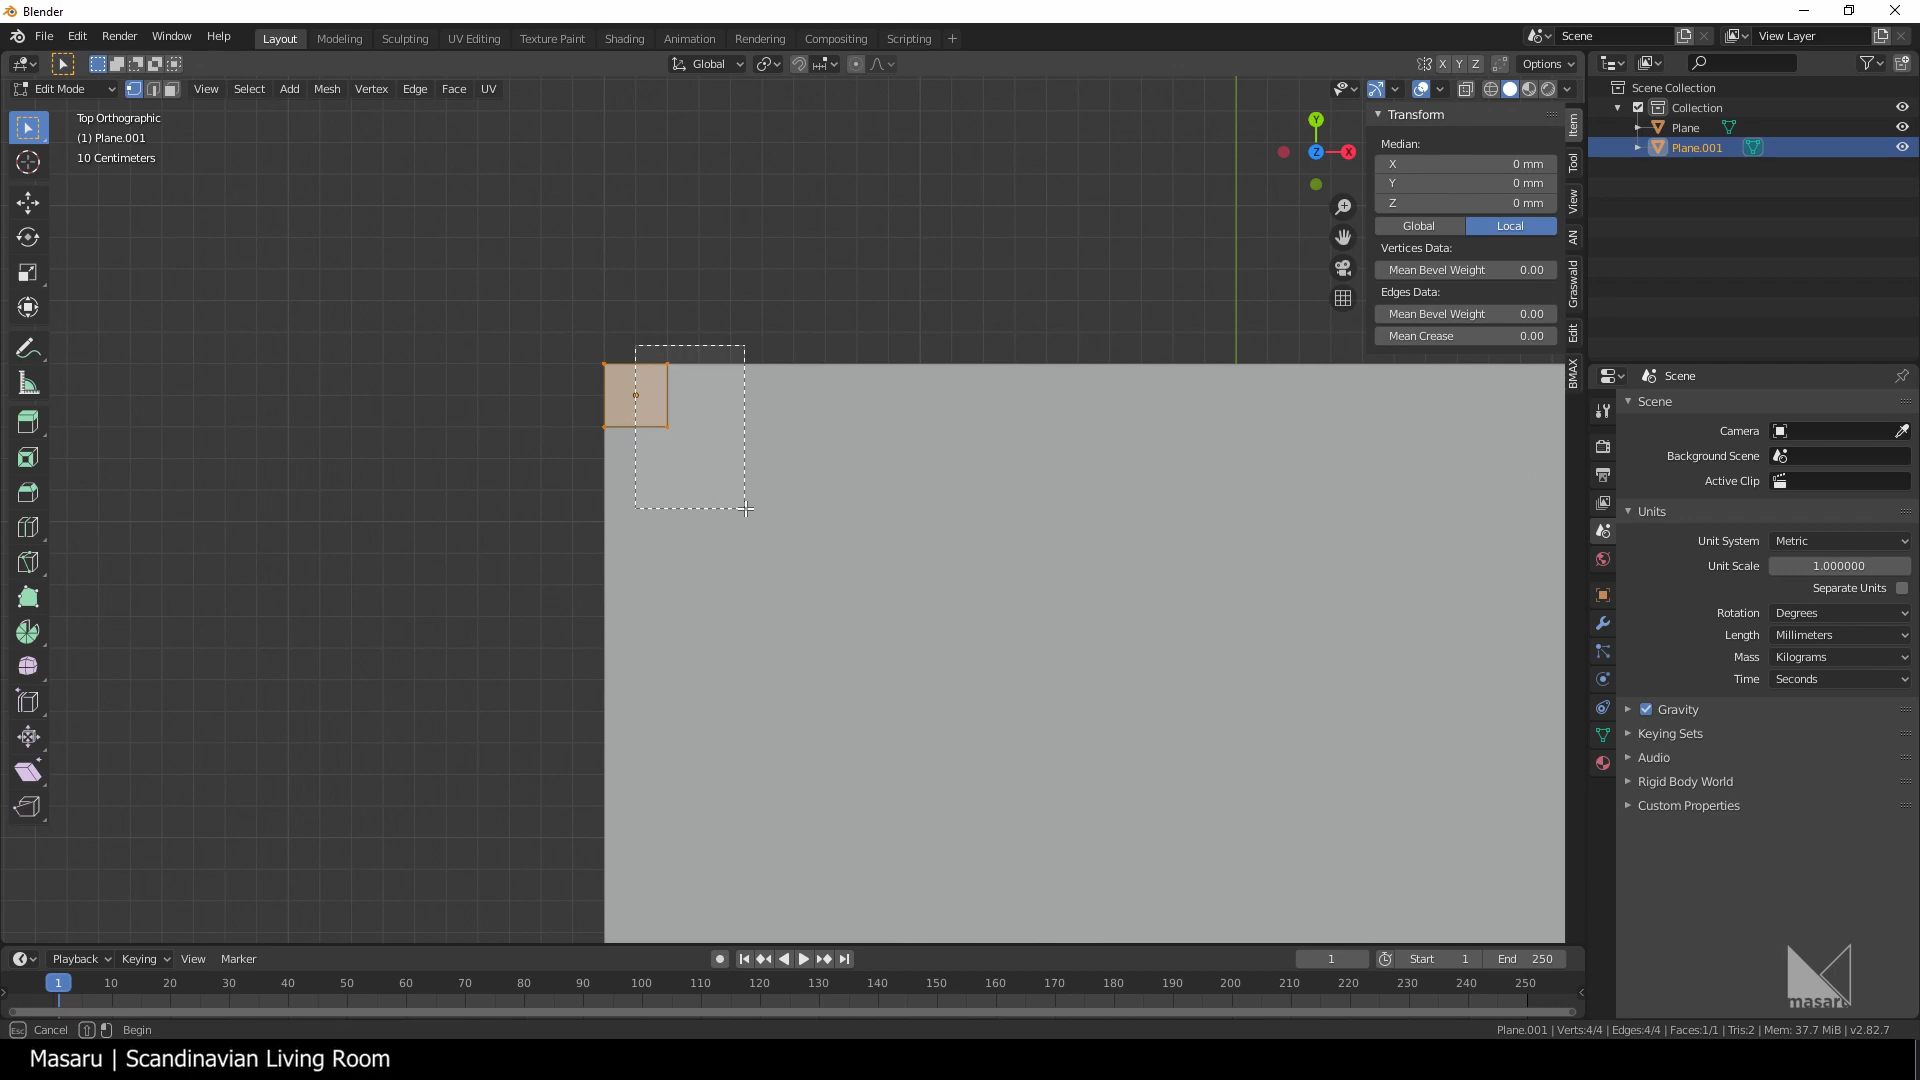 Blender
File Edit Render Window Help
Layout Modeling Sculpting UV Editing Texture Paint Shading Animation Rendering Compositing Scripting +
Scene
View Layer
Global
X Y Z
Options
Edit Mode
View Select Add Mesh Vertex Edge Face UV
Top Orthographic
(1) Plane.001
10 Centimeters
Y
Z
X
Transform
Median:
X 0 mm
Y 0 mm
Z 0 mm
Global Local
Vertices Data:
Mean Bevel Weight 0.00
Edges Data:
Mean Bevel Weight 0.00
Mean Crease 0.00
Item
Tool
View
AN
Graswald
Edit
BMAX
Scene Collection
Collection
Plane
Plane.001
Scene
Scene
Camera
Background Scene
Active Clip
Units
Unit System Metric
Unit Scale 1.000000
Separate Units
Rotation Degrees
Length Millimeters
Mass Kilograms
Time Seconds
Gravity
Keying Sets
Audio
Rigid Body World
Custom Properties
masaru
Playback Keying View Marker
1
Start 1
End 250
1 10 20 30 40 50 60 70 80 90 100 110 120 130 140 150 160 170 180 190 200 210 220 230 240 250
Esc Cancel Begin
Plane.001 | Verts:4/4 | Edges:4/4 | Faces:1/1 | Tris:2 | Mem: 37.7 MiB | v2.82.7
Masaru | Scandinavian Living Room